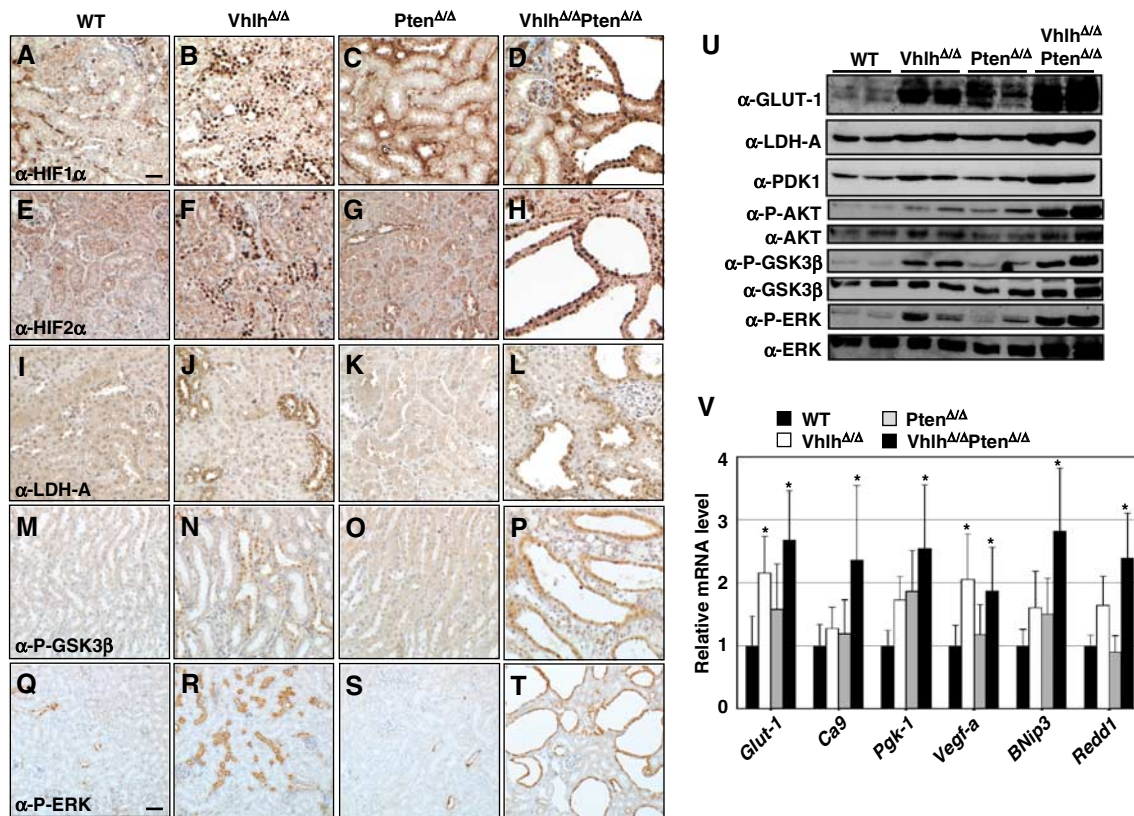 WT Vhlh^Δ/Δ Pten^Δ/Δ Vhlh^Δ/Δ Pten^Δ/Δ
A B C D
α-HIF1α
E F G H
α-HIF2α
I J K L
α-LDH-A
M N O P
α-P-GSK3β
Q R S T
α-P-ERK
U
WT Vhlh^Δ/Δ Pten^Δ/Δ Vhlh^Δ/Δ
Pten^Δ/Δ
α-GLUT-1
α-LDH-A
α-PDK1
α-P-AKT
α-AKT
α-P-GSK3β
α-GSK3β
α-P-ERK
α-ERK
V
WT Pten^Δ/Δ
Vhlh^Δ/Δ Vhlh^Δ/Δ Pten^Δ/Δ
Relative mRNA level
4
3
2
1
0
* * * * * * * *
Glut-1 Ca9 Pgk-1 Vegf-a BNip3 Redd1